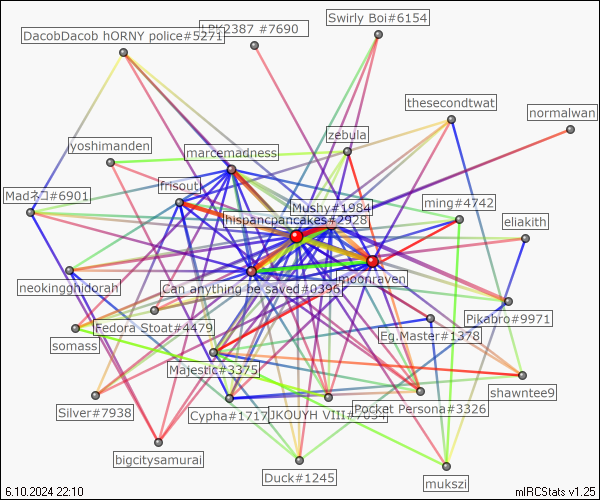 LPK2387 #7690
Swirly Boi#6154
DacobDacob hORNY police#5271
thesecondtwat
normalwan
zebula
yoshimanden
marcemadness
frisout
Madネコ#6901
Mushy#1984
ming#4742
hispancpancakes#2928
eliakith
moonraven
neokingghidorah
Can anything be saved#0395
Pikabro#9971
Fedora Stoat#4479
Eg.Master#1378
somass
Majestic#3375
shawntee9
Silver#7938
Cypha#1717
JKOUYH VIII
Pocket Persona#3326
bigcitysamurai
Duck#1245
mukszi
6.10.2024 22:10
mIRCStats v1.25